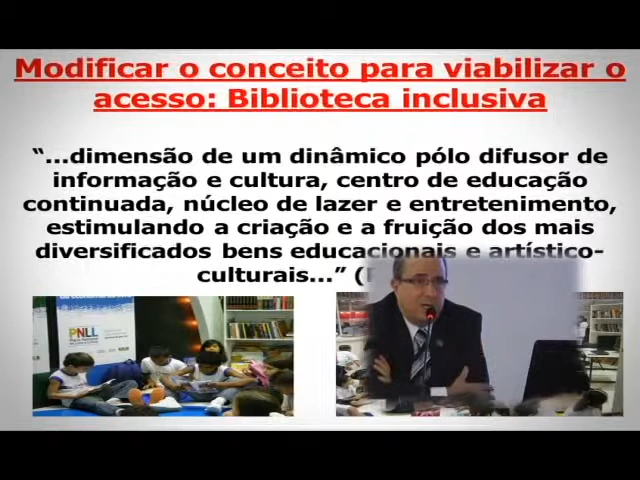 Modificar o conceito para viabilizar o
acesso: Biblioteca inclusiva
“...dimensão de um dinâmico pólo difusor de
informação e cultura, centro de educação
continuada, núcleo de lazer e entretenimento,
estimulando a criação e a fruição dos mais
diversificados bens educacionais e artístico-
culturais...” (
PNLL